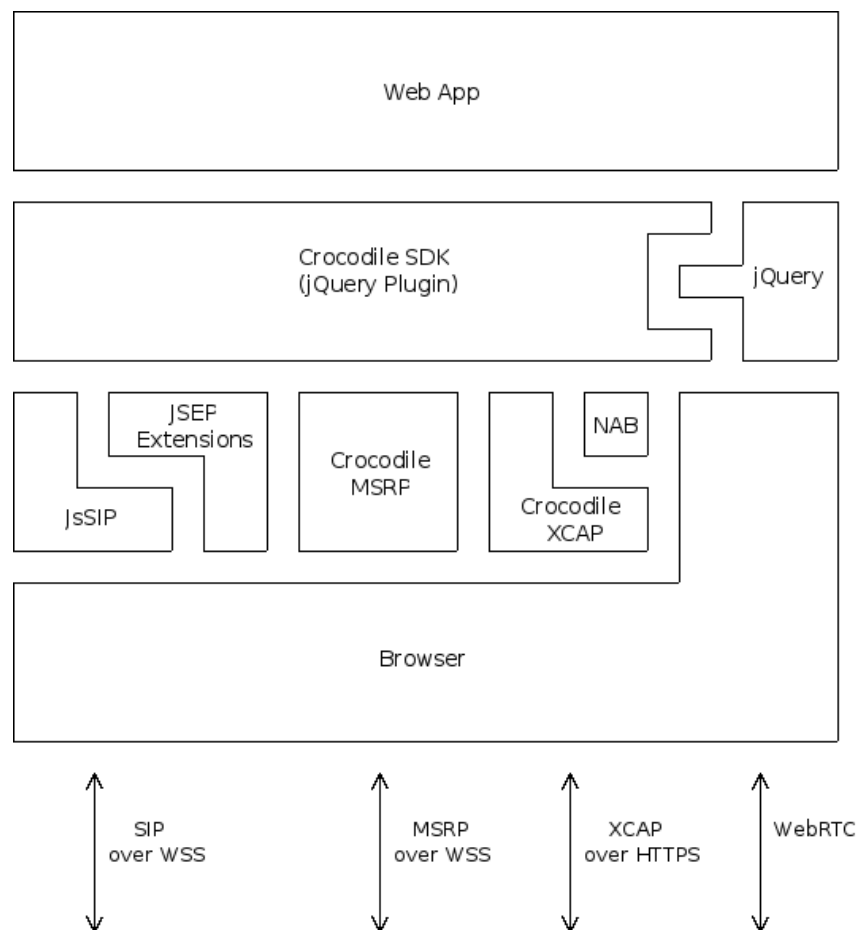 Web App
Crocodile SDK
(jQuery Plugin)
jQuery
JSEP
Extensions
JsSIP
Crocodile
MSRP
NAB
Crocodile
XCAP
Browser
SIP
over WSS
MSRP
over WSS
XCAP
over HTTPS
WebRTC